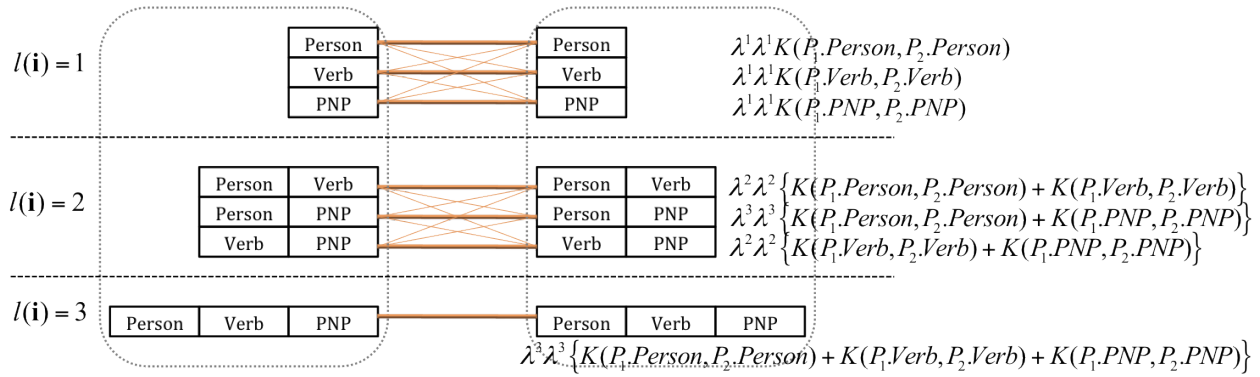 l(i) = 1
Person Person λ¹λ¹K(P₁.Person, P₂.Person)
Verb Verb λ¹λ¹K(P₁.Verb, P₂.Verb)
PNP PNP λ¹λ¹K(P₁.PNP, P₂.PNP)
l(i) = 2
Person Verb Person Verb λ²λ²{K(P₁.Person, P₂.Person) + K(P₁.Verb, P₂.Verb)}
Person PNP Person PNP λ³λ³{K(P₁.Person, P₂.Person) + K(P₁.PNP, P₂.PNP)}
Verb PNP Verb PNP λ²λ²{K(P₁.Verb, P₂.Verb) + K(P₁.PNP, P₂.PNP)}
l(i) = 3
Person Verb PNP Person Verb PNP
λ³λ³{K(P₁.Person, P₂.Person) + K(P₁.Verb, P₂.Verb) + K(P₁.PNP, P₂.PNP)}